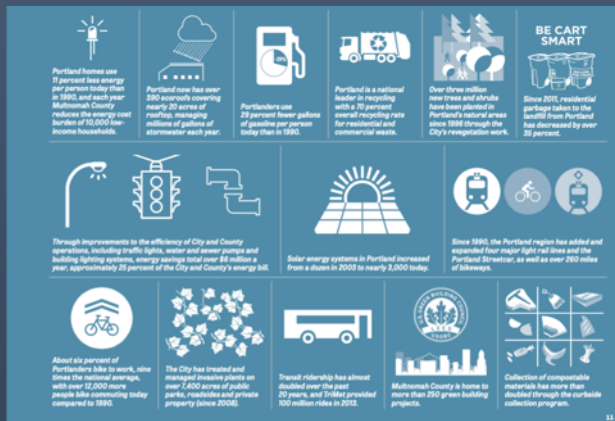 Portland homes use
11 percent less energy
per person today than
in 1990, and each year
Multnomah County
reduces the energy cost
burden of 10,000 low-
income households.
Portland now has over
390 ecoroofs covering
nearly 20 acres of
rooftop, managing
millions of gallons of
stormwater each year.
Portlanders use
29 percent fewer gallons
of gasoline per person
today than in 1990.
Portland is a national
leader in recycling
with a 70 percent
overall recycling rate
for residential and
commercial waste.
Over three million
new trees and shrubs
have been planted in
Portland's natural areas
since 1996 through the
City's revegetation work.
BE CART
SMART
Since 2011, residential
garbage taken to the
landfill from Portland
has decreased by over
35 percent.
Through improvements to the efficiency of City and County
operations, including traffic lights, water and sewer pumps and
building lighting systems, energy savings total over $6 million a
year, approximately 25 percent of the City and County's energy bill.
Solar energy systems in Portland increased
from a dozen in 2003 to nearly 3,000 today.
Since 1990, the Portland region has added and
expanded four major light rail lines and the
Portland Streetcar, as well as over 260 miles
of bikeways.
About six percent of
Portlanders bike to work, nine
times the national average,
with over 12,000 more
people bike commuting today
compared to 1990.
The City has treated and
managed invasive plants on
over 7,400 acres of public
parks, roadsides and private
property (since 2008).
Transit ridership has almost
doubled over the past
20 years, and TriMet provided
100 million rides in 2013.
U.S. GREEN BUILDING COUNCIL
LEED
USGBC
Multnomah County is home to
more than 250 green building
projects.
Collection of compostable
materials has more than
doubled through the curbside
collection program.
11